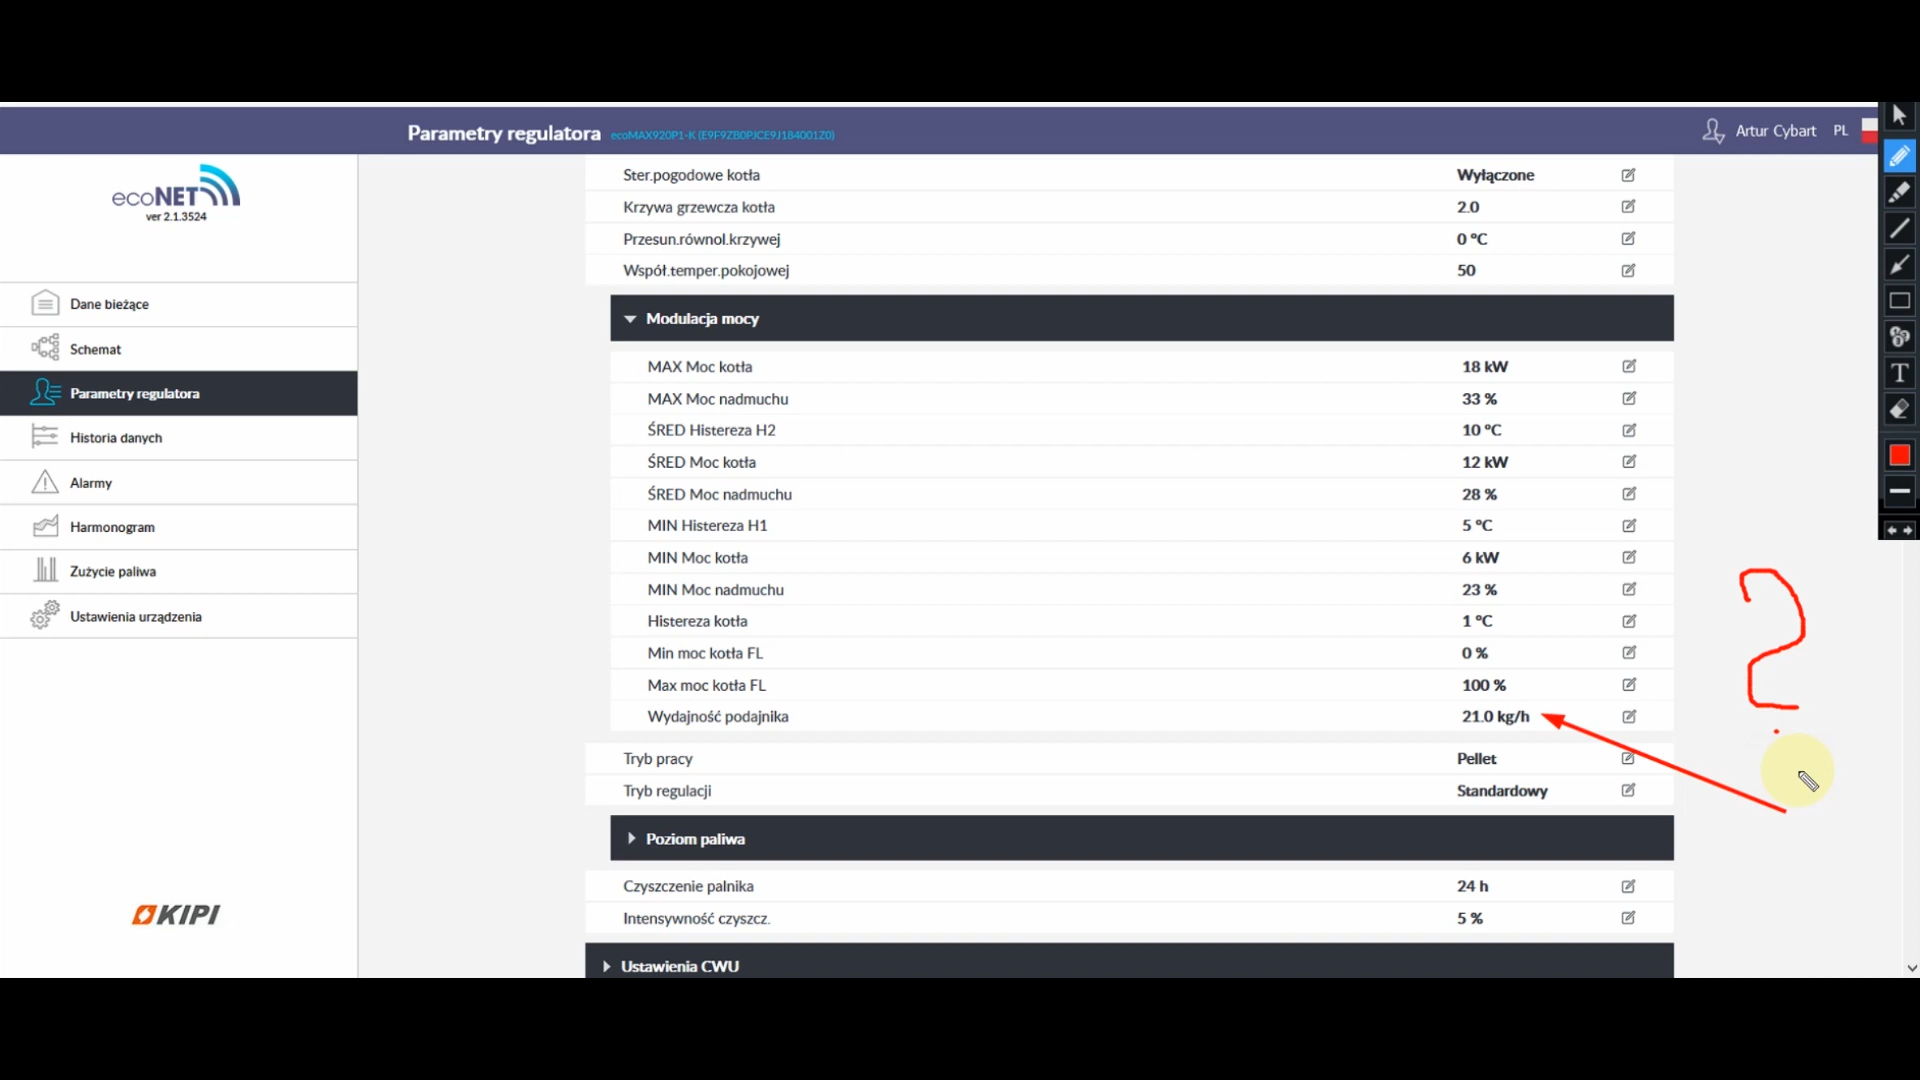 Parametry regulatora ecoMAX920P1-K (E9F9ZB0PJCE9J184001Z0)
Artur Cybart PL
ecoNET
ver 2.1.3524
Dane bieżące
Schemat
Parametry regulatora
Historia danych
Alarmy
Harmonogram
Zużycie paliwa
Ustawienia urządzenia
KIPI
Ster.pogodowe kotła Wyłączone
Krzywa grzewcza kotła 2.0
Przesun.równol.krzywej 0 °C
Współ.temper.pokojowej 50
Modulacja mocy
MAX Moc kotła 18 kW
MAX Moc nadmuchu 33 %
ŚRED Histereza H2 10 °C
ŚRED Moc kotła 12 kW
ŚRED Moc nadmuchu 28 %
MIN Histereza H1 5 °C
MIN Moc kotła 6 kW
MIN Moc nadmuchu 23 %
Histereza kotła 1 °C
Min moc kotła FL 0 %
Max moc kotła FL 100 %
Wydajność podajnika 21.0 kg/h
?
Tryb pracy Pellet
Tryb regulacji Standardowy
Poziom paliwa
Czyszczenie palnika 24 h
Intensywność czyszcz. 5 %
Ustawienia CWU
T